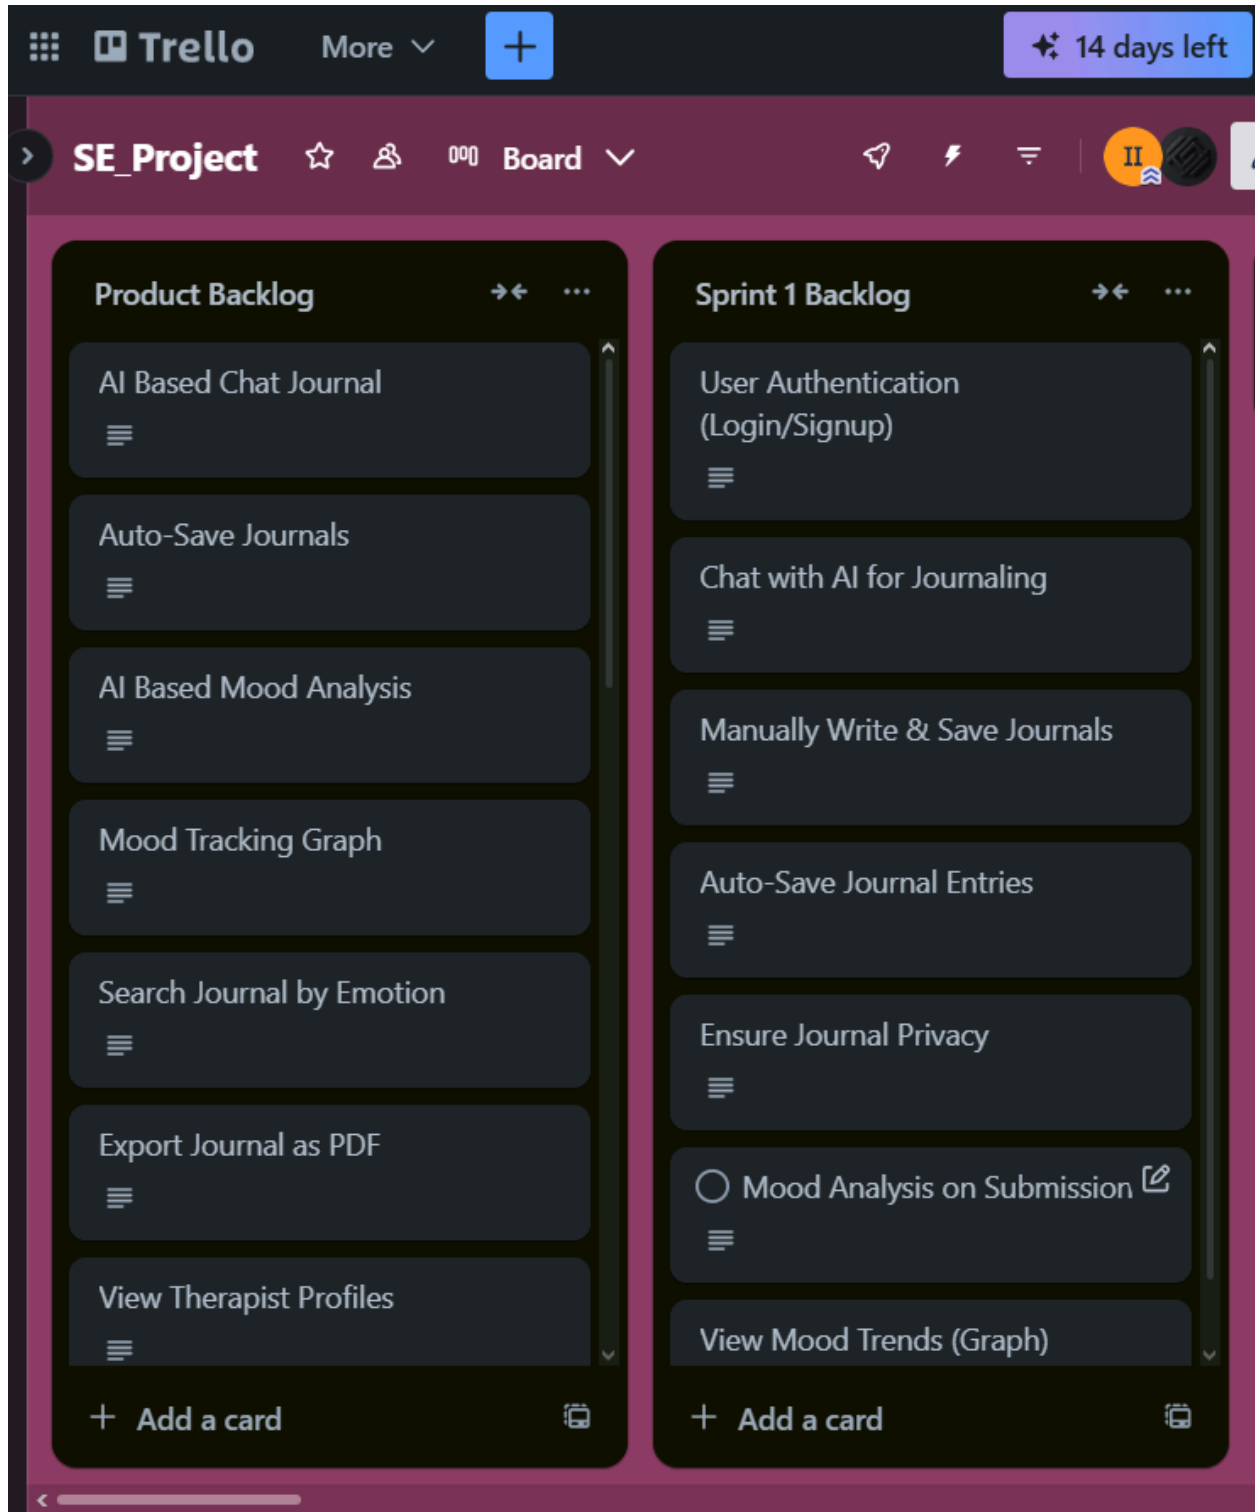 Trello More 14 days left
SE_Project Board II
Product Backlog
AI Based Chat Journal
Auto-Save Journals
AI Based Mood Analysis
Mood Tracking Graph
Search Journal by Emotion
Export Journal as PDF
View Therapist Profiles
Add a card
Sprint 1 Backlog
User Authentication
(Login/Signup)
Chat with AI for Journaling
Manually Write & Save Journals
Auto-Save Journal Entries
Ensure Journal Privacy
Mood Analysis on Submission
View Mood Trends (Graph)
Add a card